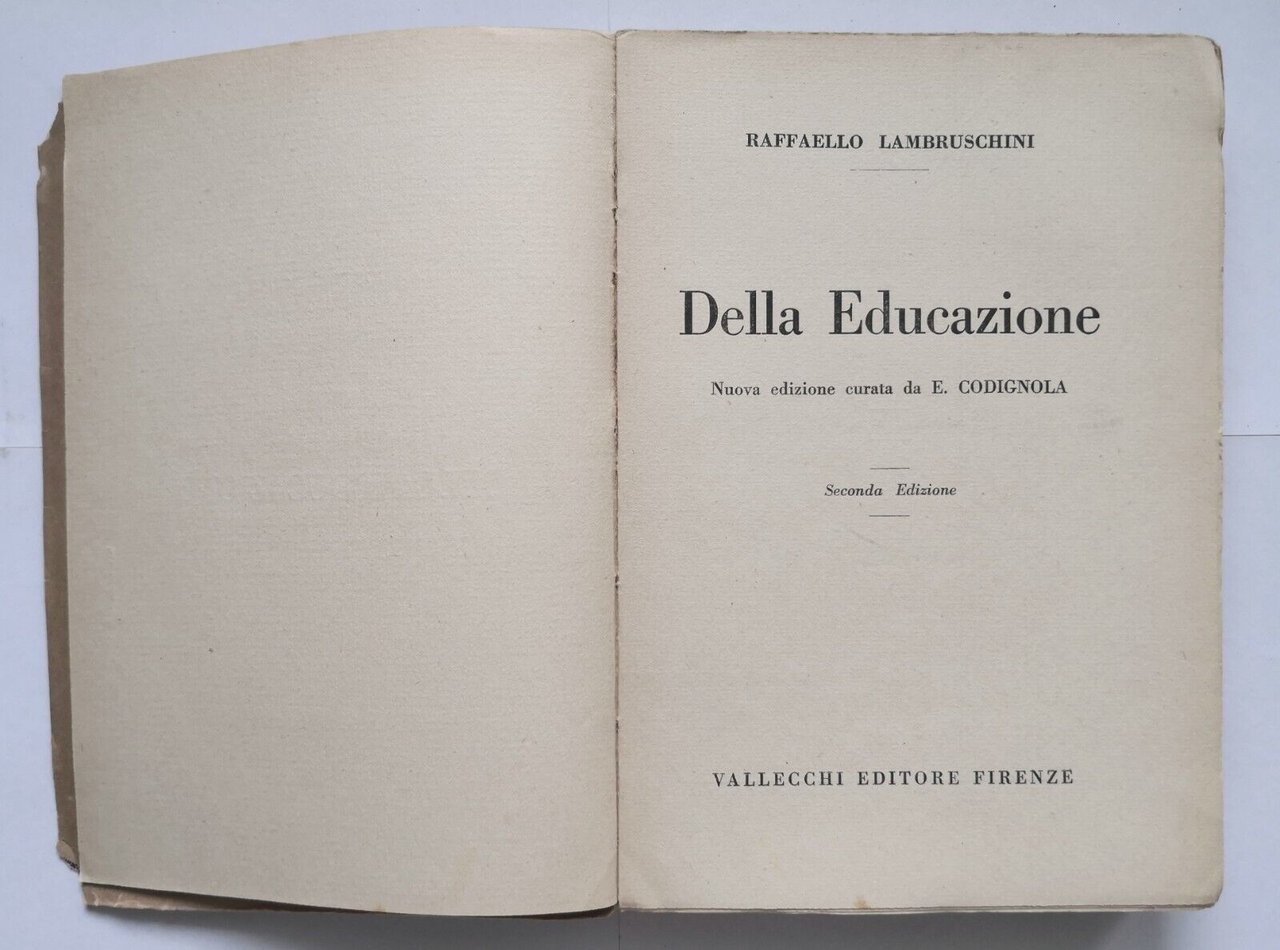 RAFFAELLO LAMBRUSCHINI
Della Educazione
Nuova edizione curata da E. CODIGNOLA
Seconda Edizione
VALLECCHI EDITORE FIRENZE